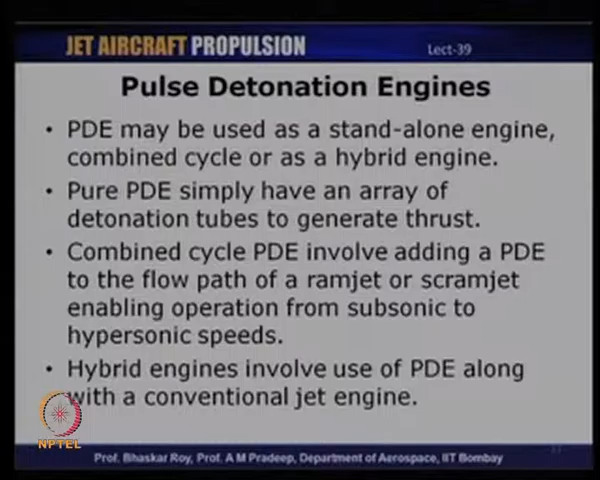 JET AIRCRAFT PROPULSION
Lect-39
Pulse Detonation Engines
• PDE may be used as a stand-alone engine,
combined cycle or as a hybrid engine.
• Pure PDE simply have an array of
detonation tubes to generate thrust.
• Combined cycle PDE involve adding a PDE
to the flow path of a ramjet or scramjet
enabling operation from subsonic to
hypersonic speeds.
• Hybrid engines involve use of PDE along
with a conventional jet engine.
NPTEL
Prof. Bhaskar Roy, Prof. A M Pradeep, Department of Aerospace, IIT Bombay